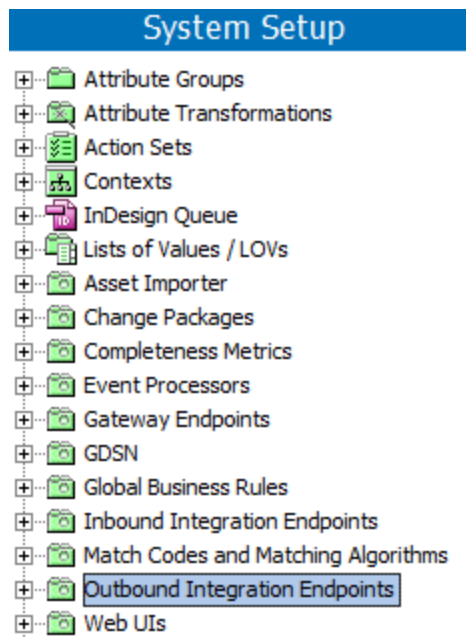 System Setup
Attribute Groups
Attribute Transformations
Action Sets
Contexts
InDesign Queue
Lists of Values / LOVs
Asset Importer
Change Packages
Completeness Metrics
Event Processors
Gateway Endpoints
GDSN
Global Business Rules
Inbound Integration Endpoints
Match Codes and Matching Algorithms
Outbound Integration Endpoints
Web UIs